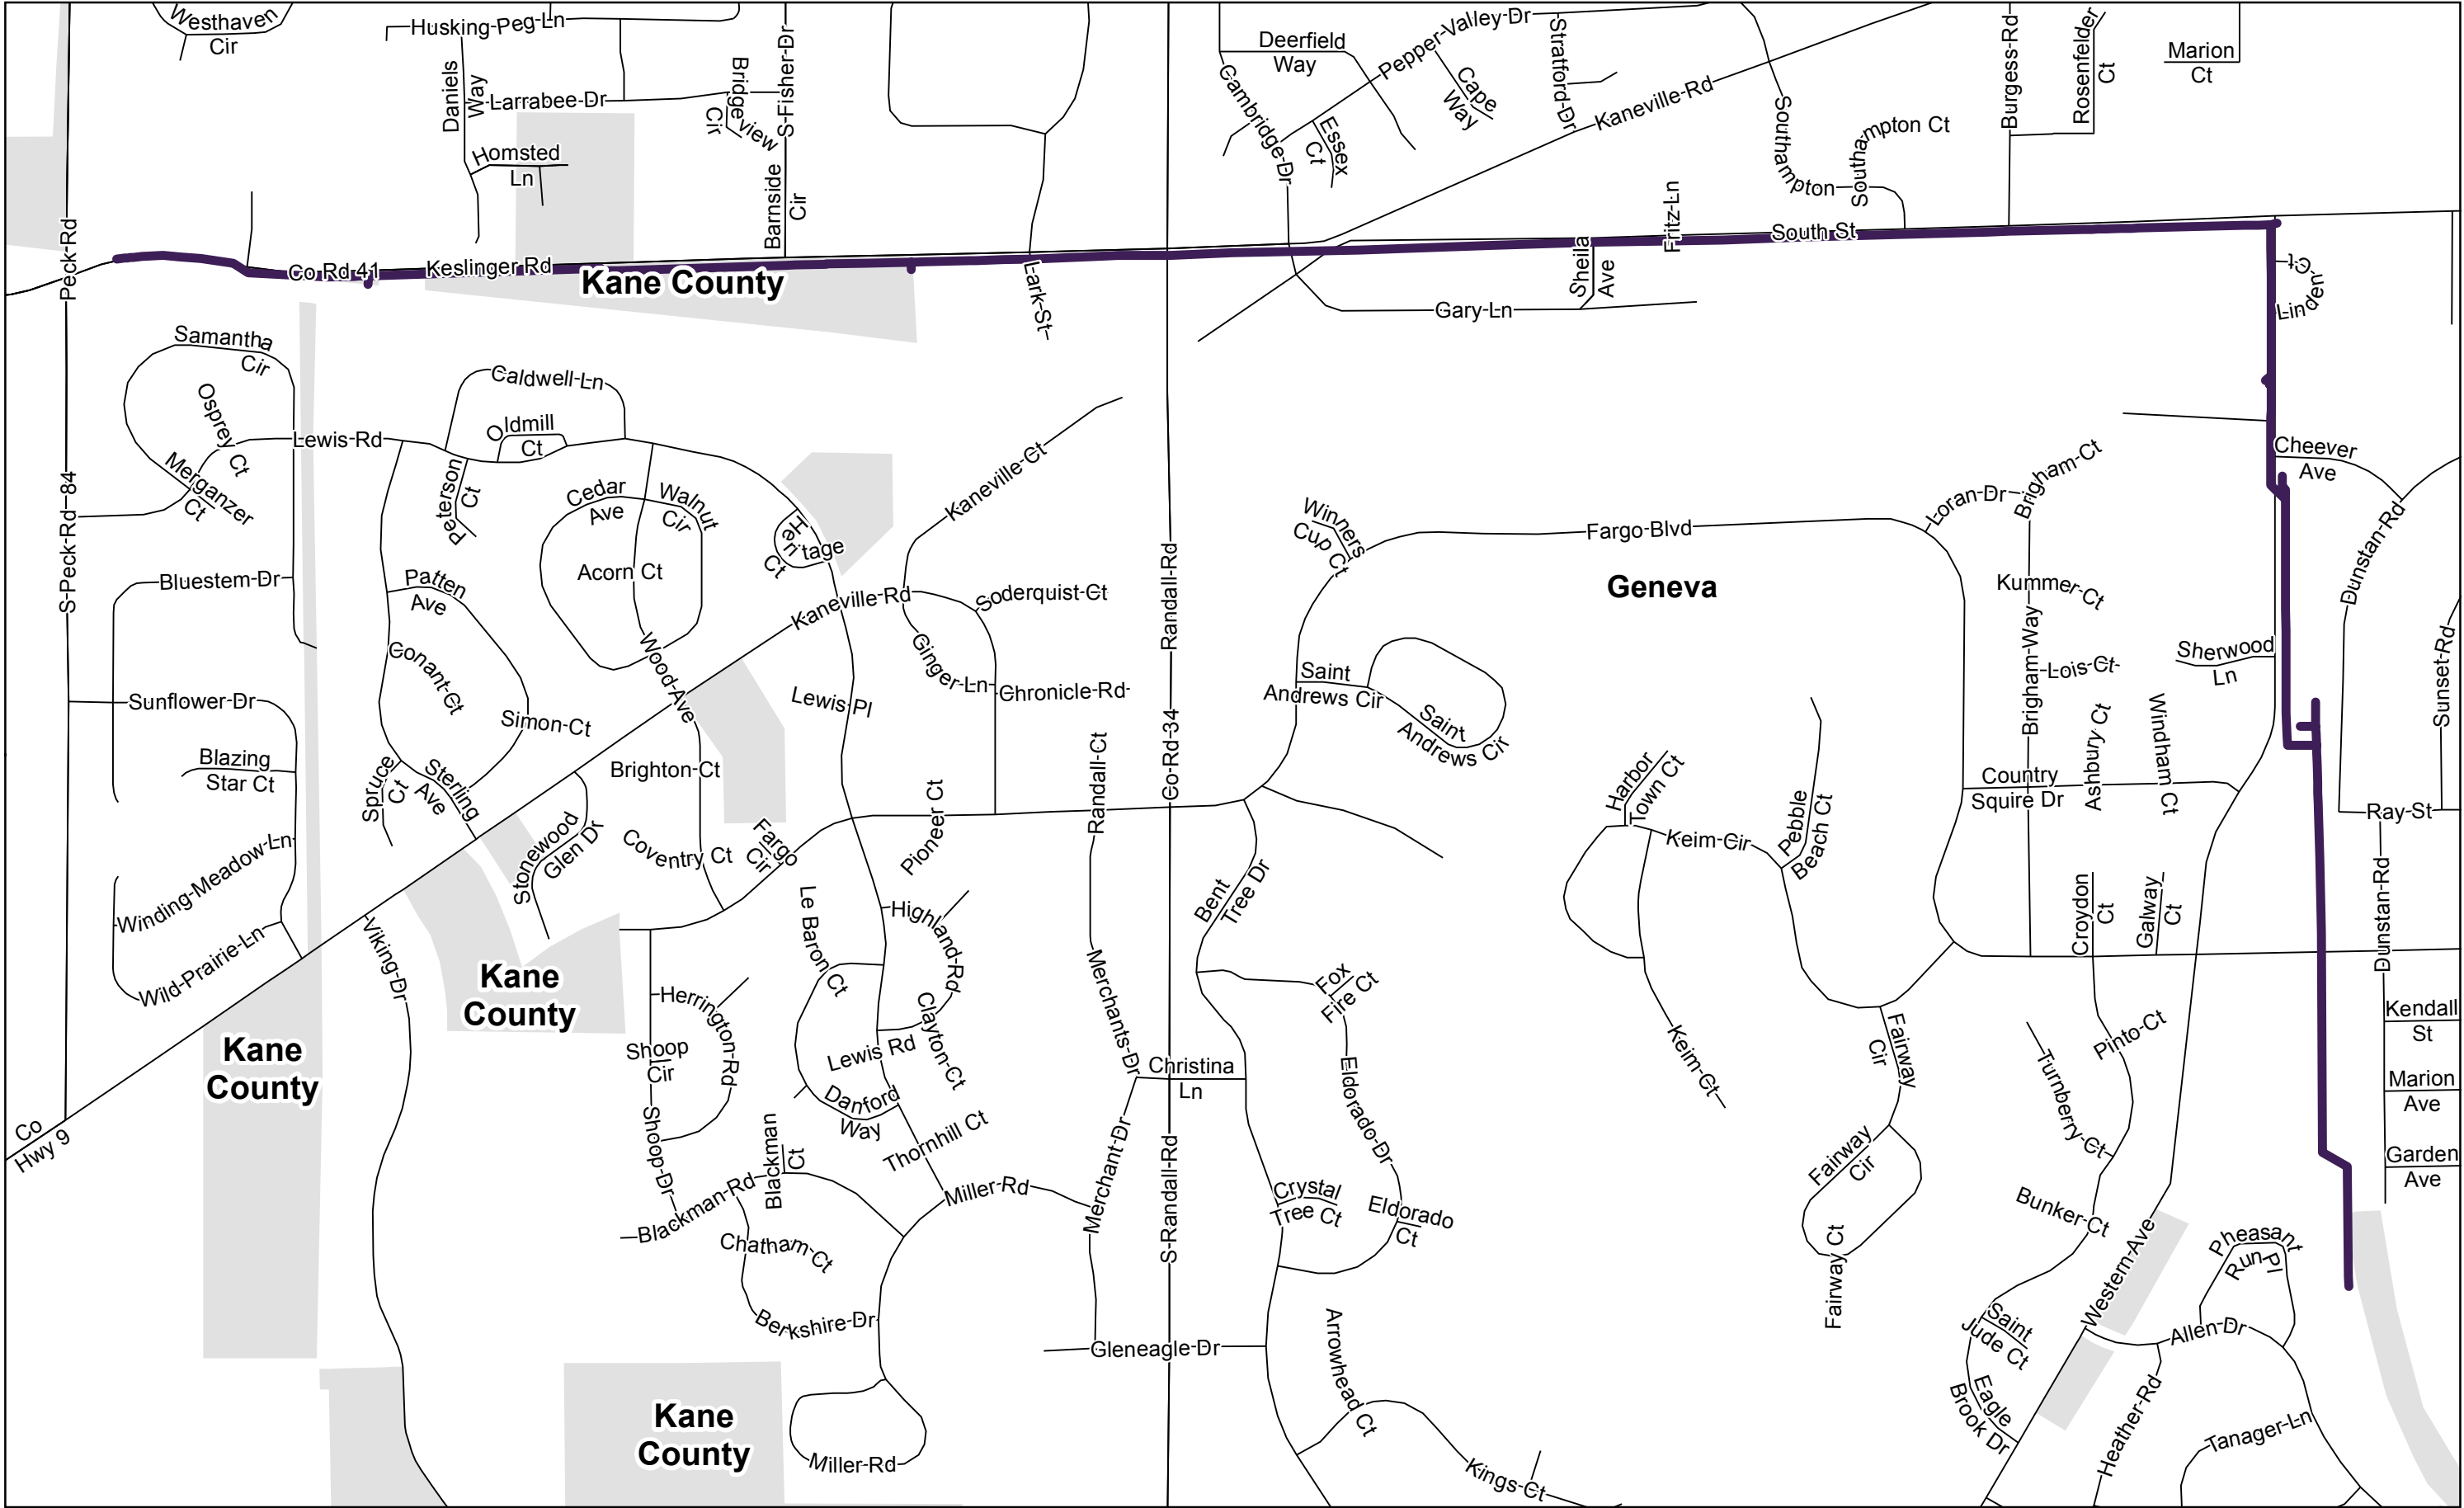 Westhaven
Cir
Husking-Peg-Ln
Daniels
Way
Larrabee-Dr
Bridge
view
Cir
S-Fisher-Dr
Homsted
Ln
Barnside
Cir
Deerfield
Way
Pepper-Valley-Dr
Stratford-Dr
Cape
Way
Cambridge-Dr
Essex
Ct
Kaneville-Rd
Southampton
Southampton Ct
Burgess-Rd
Rosenfelder
Ct
Marion
Ct
Peck-Rd
Co Rd 41
Keslinger Rd
Kane County
Lark-St
Sheila
Ave
Fritz-Ln
South St
Gary-Ln
Linden-Ct
Samantha
Cir
Osprey
Ct
Merganzer
Ct
Lewis-Rd
Caldwell-Ln
Oldmill
Ct
Peterson
Ct
Cedar
Ave
Walnut
Cir
Heritage
Ct
Acorn Ct
Kaneville-Ct
S-Peck-Rd-84
Winners
Cup Ct
Fargo-Blvd
Loran-Dr
Brigham-Ct
Cheever
Ave
Dunstan-Rd
Bluestem-Dr
Patten
Ave
Kaneville-Rd
Soderquist-Ct
Randall-Rd
Geneva
Kummer-Ct
Conant-Ct
Wood-Ave
Ginger-Ln
Chronicle-Rd
Saint
Andrews Cir
Saint
Andrews Cir
Brigham-Way
Lois-Ct
Sherwood
Ln
Sunset-Rd
Sunflower-Dr
Simon-Ct
Lewis-Pl
Co-Rd-34
Blazing
Star Ct
Spruce
Ct
Sterling
Ave
Brighton-Ct
Randall-Ct
Harbor
Town Ct
Pebble
Beach Ct
Keim-Cir
Country
Squire Dr
Ashbury Ct
Windham Ct
Ray-St
Winding-Meadow-Ln
Stonewood
Glen Dr
Coventry Ct
Fargo
Cir
Pioneer Ct
Bent
Tree Dr
Croydon
Ct
Galway
Ct
Dunstan-Rd
Wild-Prairie-Ln
Viking-Dr
Kane
County
Le Baron Ct
Highland-Rd
Merchants-Dr
Fox
Fire Ct
Herrington-Rd
Clayton-Ct
Kendall
St
Kane
County
Shoop
Cir
Lewis Rd
Christina
Ln
Keim-Ct
Fairway
Cir
Pinto-Ct
Turnberry-Ct
Marion
Ave
Co
Hwy 9
Shoop-Dr
Danford
Way
Thornhill Ct
Merchant-Dr
S-Randall-Rd
Eldorado-Dr
Fairway
Cir
Garden
Ave
Blackman
Ct
Blackman-Rd
Miller-Rd
Crystal
Tree Ct
Eldorado
Ct
Bunker-Ct
Chatham-Ct
Fairway Ct
Western-Ave
Pheasant
Run-Pl
Berkshire-Dr
Gleneagle-Dr
Arrowhead Ct
Saint
Jude Ct
Allen-Dr
Eagle
Brook Dr
Heather-Rd
Tanager-Ln
Kane
County
Miller-Rd
Kings-Ct